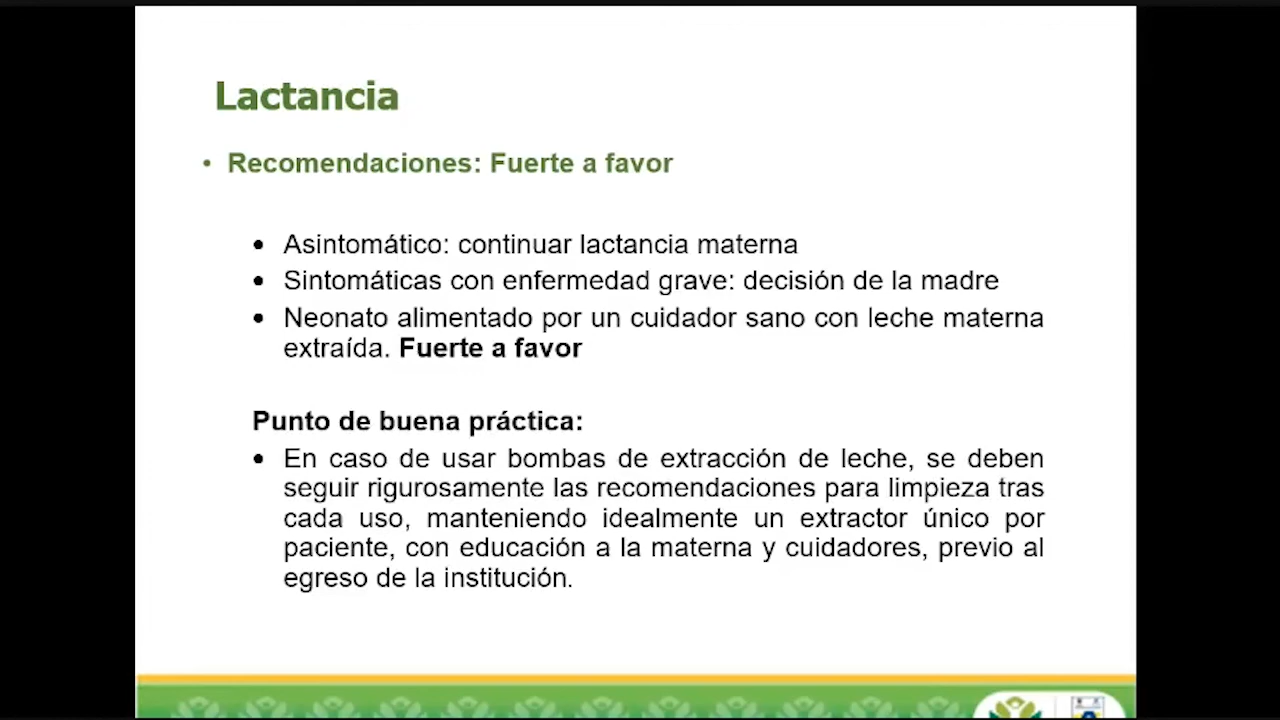 Lactancia
• Recomendaciones: Fuerte a favor
• Asintomático: continuar lactancia materna
• Sintomáticas con enfermedad grave: decisión de la madre
• Neonato alimentado por un cuidador sano con leche materna
extraída. Fuerte a favor
Punto de buena práctica:
• En caso de usar bombas de extracción de leche, se deben
seguir rigurosamente las recomendaciones para limpieza tras
cada uso, manteniendo idealmente un extractor único por
paciente, con educación a la materna y cuidadores, previo al
egreso de la institución.